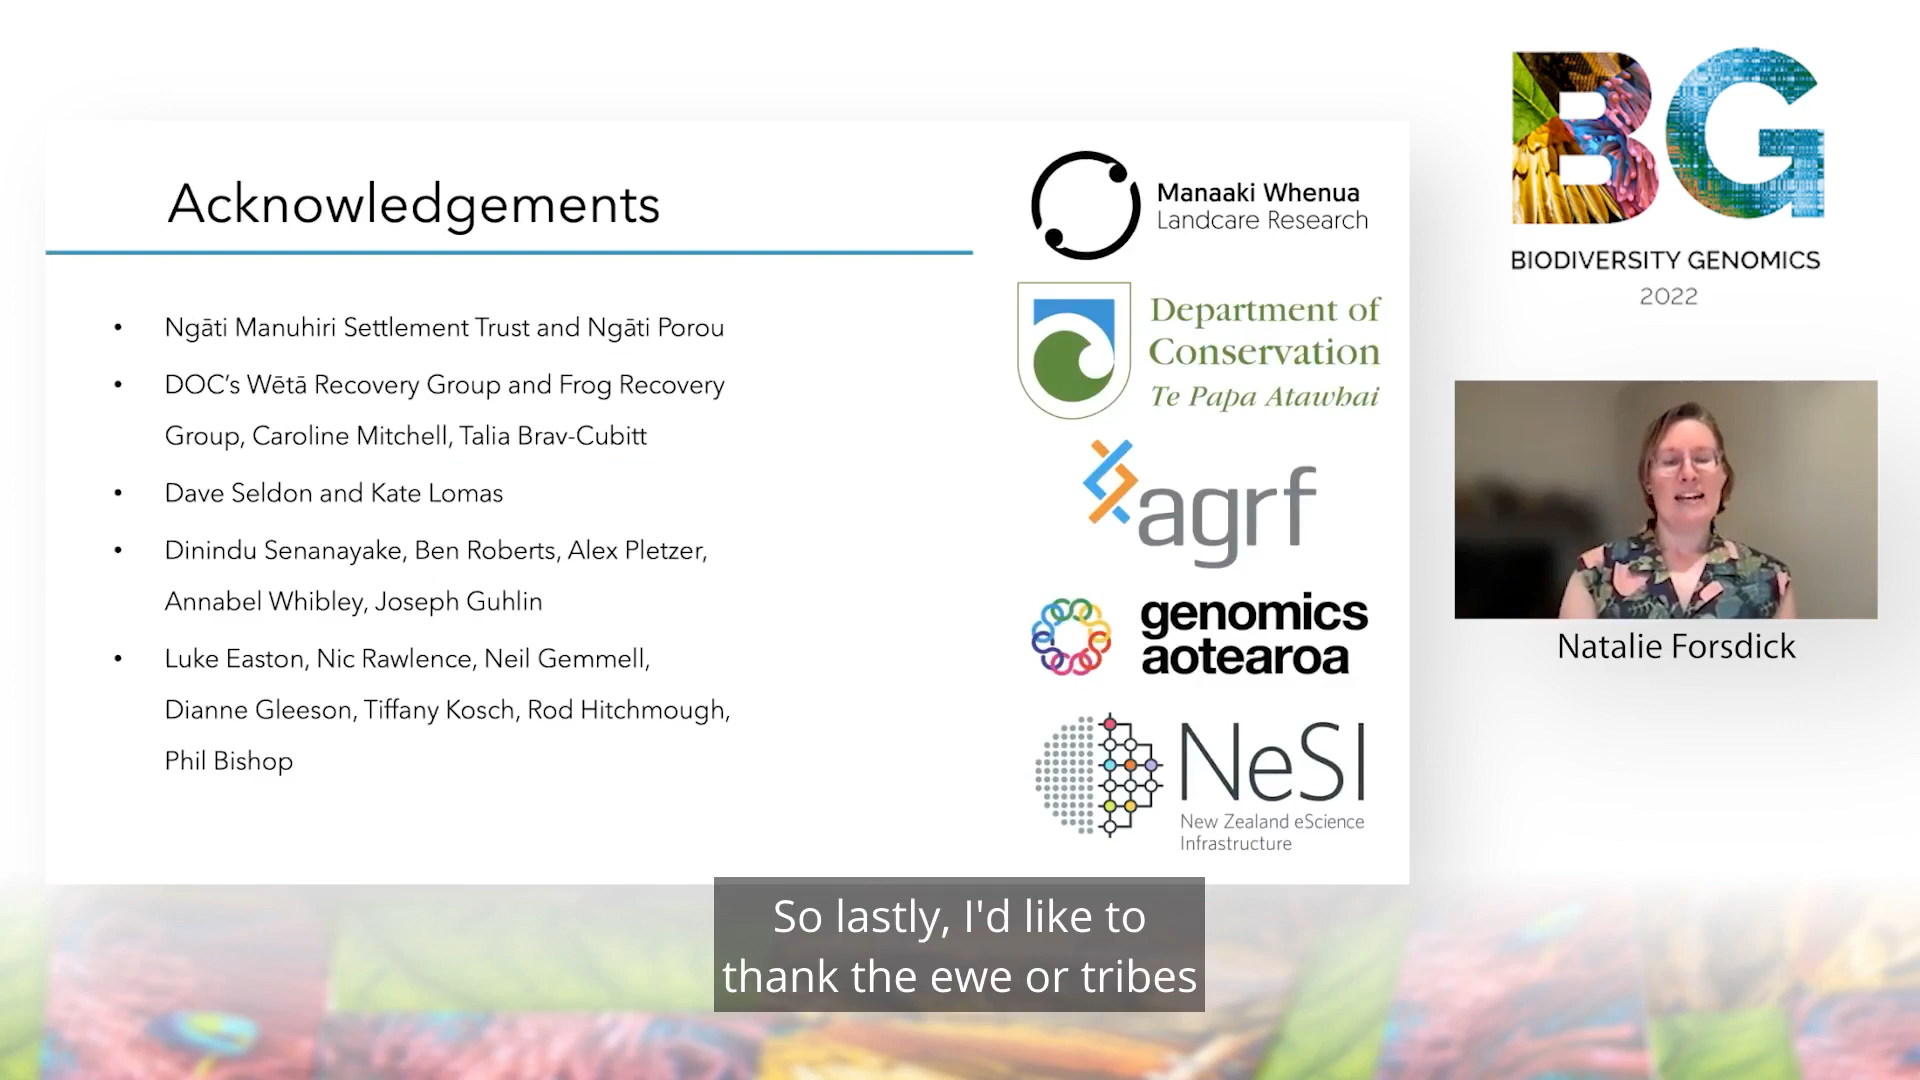 Acknowledgements
Ngāti Manuhiri Settlement Trust and Ngāti Porou
DOC’s Wētā Recovery Group and Frog Recovery
Group, Caroline Mitchell, Talia Brav-Cubitt
Dave Seldon and Kate Lomas
Dinindu Senanayake, Ben Roberts, Alex Pletzer,
Annabel Whibley, Joseph Guhlin
Luke Easton, Nic Rawlence, Neil Gemmell,
Dianne Gleeson, Tiffany Kosch, Rod Hitchmough,
Phil Bishop
Manaaki Whenua
Landcare Research
Department of
Conservation
Te Papa Atawhai
agrf
genomics
aotearoa
NeSI
New Zealand eScience
Infrastructure
BG
BIODIVERSITY GENOMICS
2022
Natalie Forsdick
So lastly, I'd like to
thank the ewe or tribes